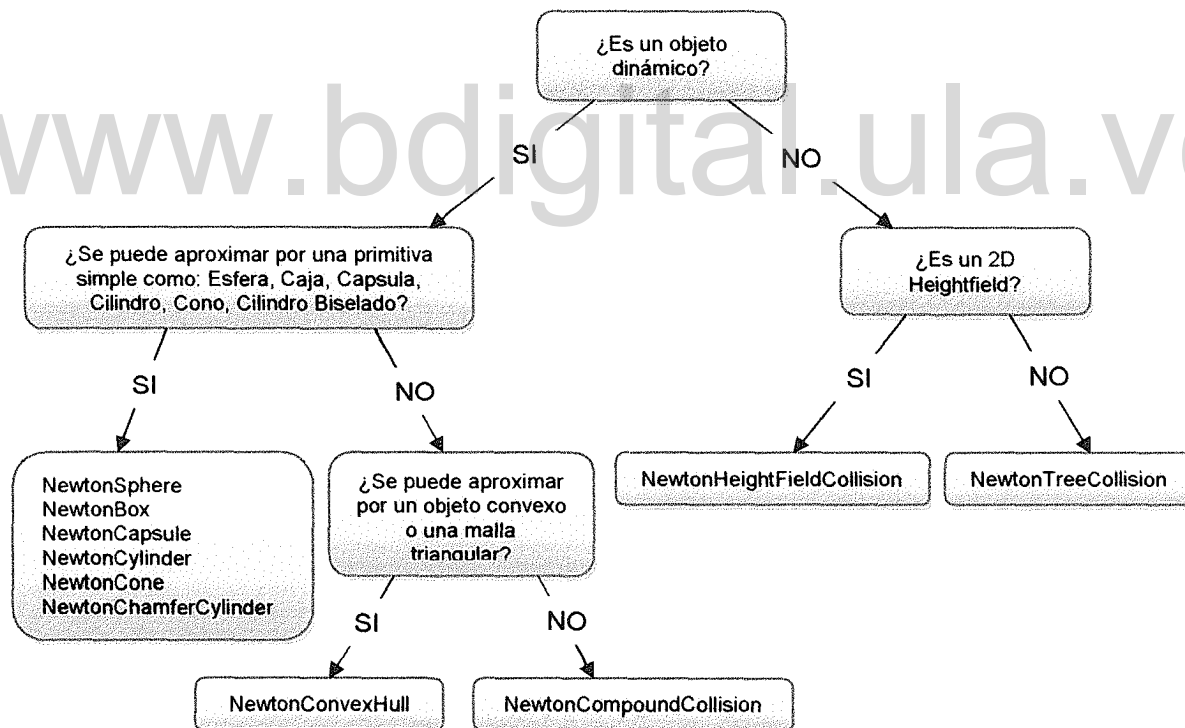 ¿Es un objeto
dinámico?
www.bdigital.ula.ve
SI
NO
¿Se puede aproximar por una primitiva
simple como: Esfera, Caja, Capsula,
Cilindro, Cono, Cilindro Biselado?
¿Es un 2D
Heightfield?
SI
NO
SI
NO
NewtonSphere
NewtonBox
NewtonCapsule
NewtonCylinder
NewtonCone
NewtonChamferCylinder
¿Se puede aproximar
por un objeto convexo
o una malla
triangular?
NewtonHeightFieldCollision
NewtonTreeCollision
SI
NO
NewtonConvexHull
NewtonCompoundCollision